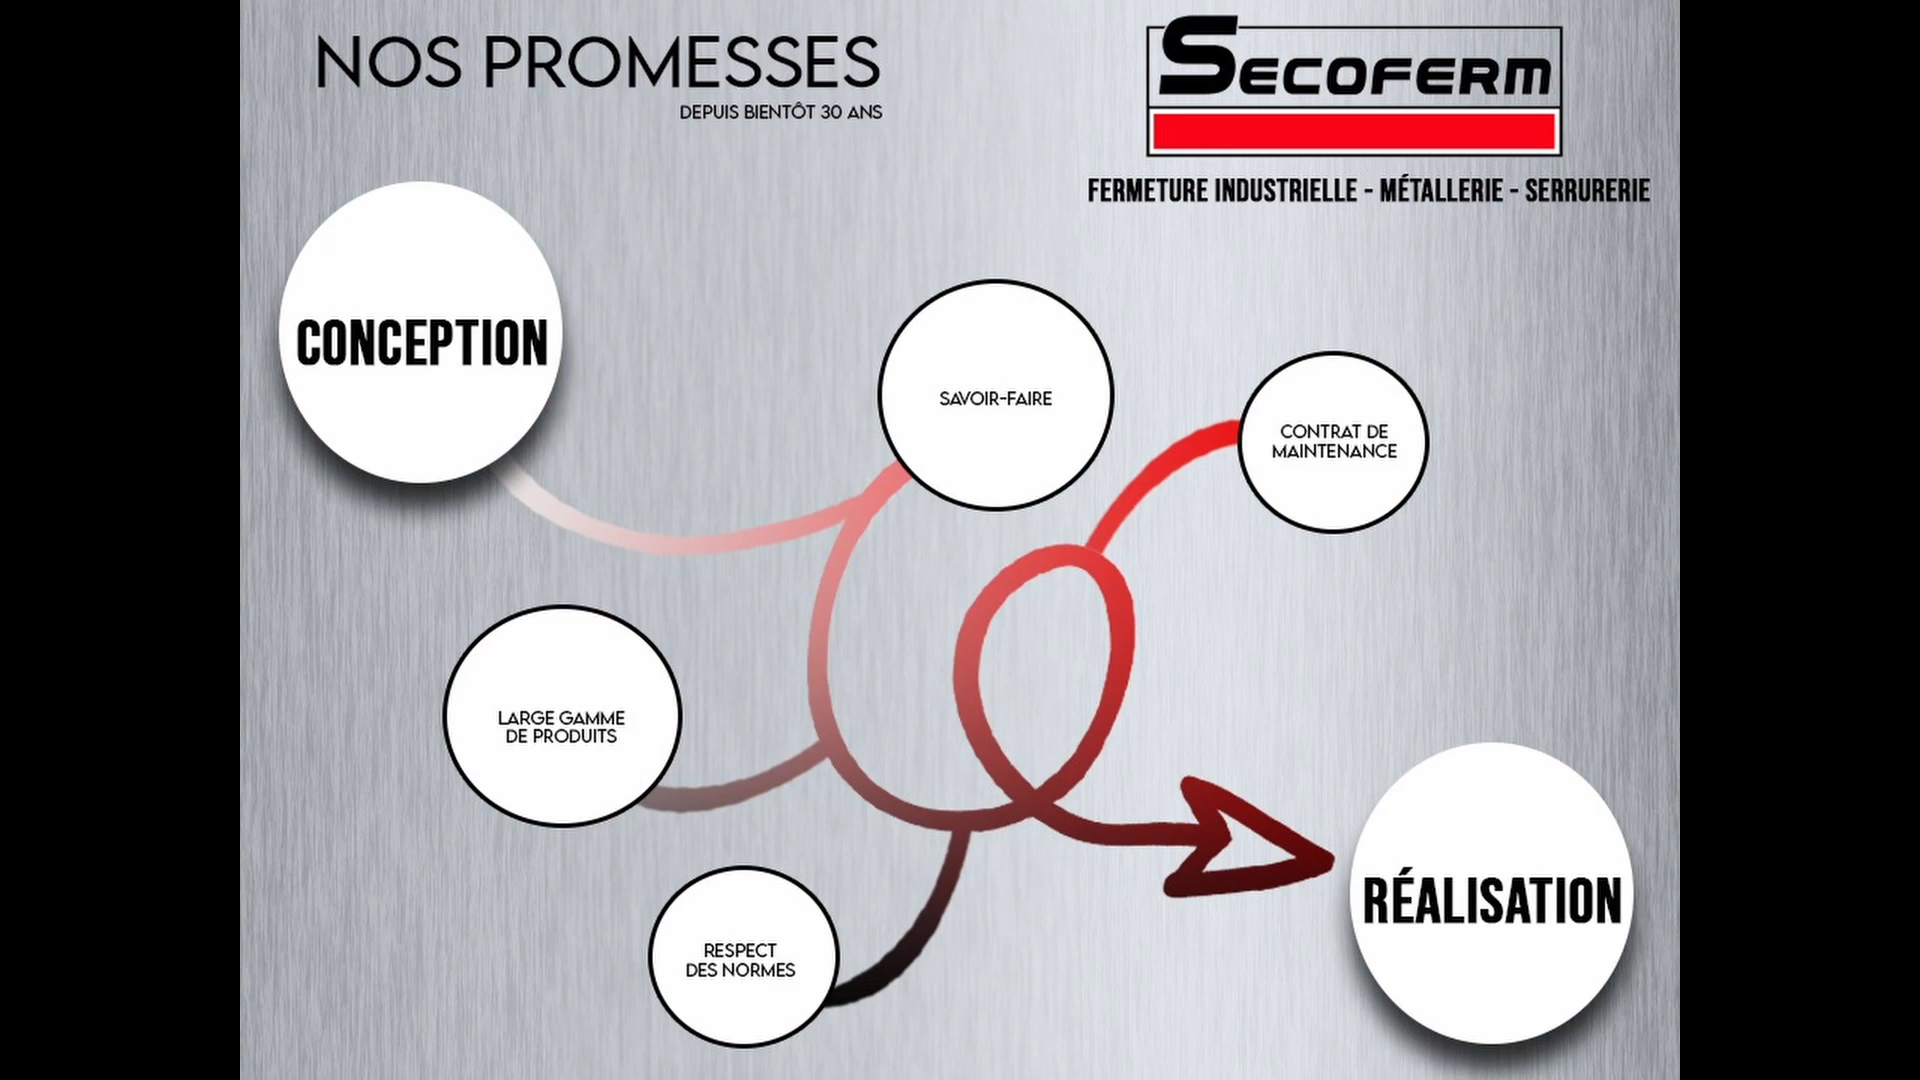 NOS PROMESSES
DEPUIS BIENTÔT 30 ANS
SECOFERM
FERMETURE INDUSTRIELLE - MÉTALLERIE - SERRURERIE
CONCEPTION
SAVOIR-FAIRE
CONTRAT DE
MAINTENANCE
LARGE GAMME
DE PRODUITS
RÉALISATION
RESPECT
DES NORMES